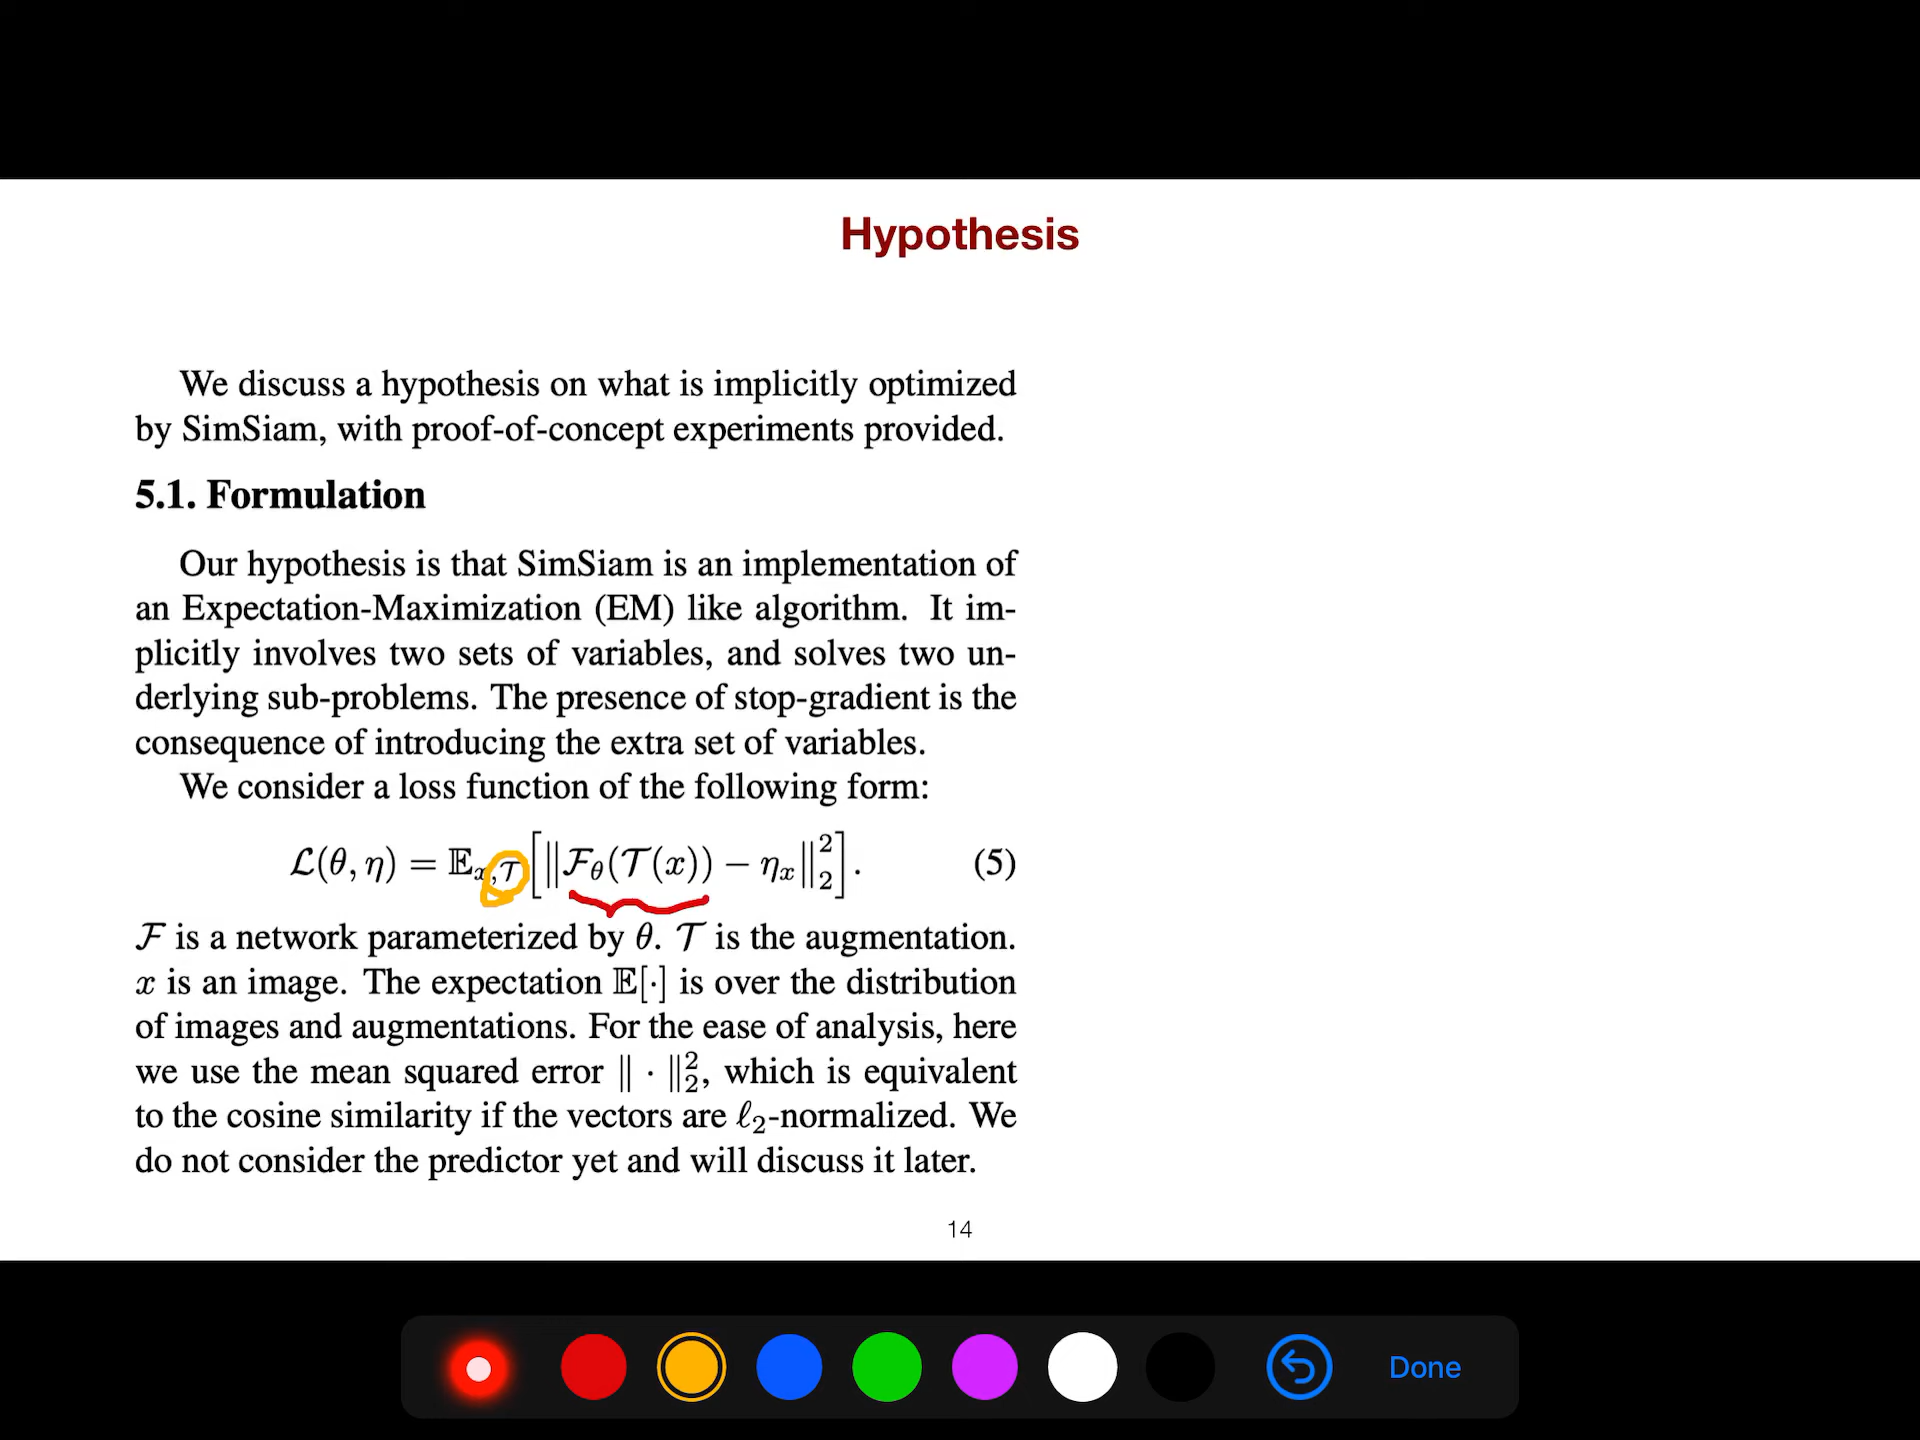 Hypothesis
We discuss a hypothesis on what is implicitly optimized
by SimSiam, with proof-of-concept experiments provided.
5.1. Formulation
Our hypothesis is that SimSiam is an implementation of
an Expectation-Maximization (EM) like algorithm. It im-
plicitly involves two sets of variables, and solves two un-
derlying sub-problems. The presence of stop-gradient is the
consequence of introducing the extra set of variables.
We consider a loss function of the following form:
ℒ(θ, η) = 𝔼ₓ,𝒯[‖ℱθ(𝒯(x)) − ηₓ‖₂²]. (5)
ℱ is a network parameterized by θ. 𝒯 is the augmentation.
x is an image. The expectation 𝔼[·] is over the distribution
of images and augmentations. For the ease of analysis, here
we use the mean squared error ‖ · ‖₂², which is equivalent
to the cosine similarity if the vectors are ℓ₂-normalized. We
do not consider the predictor yet and will discuss it later.
14
Done